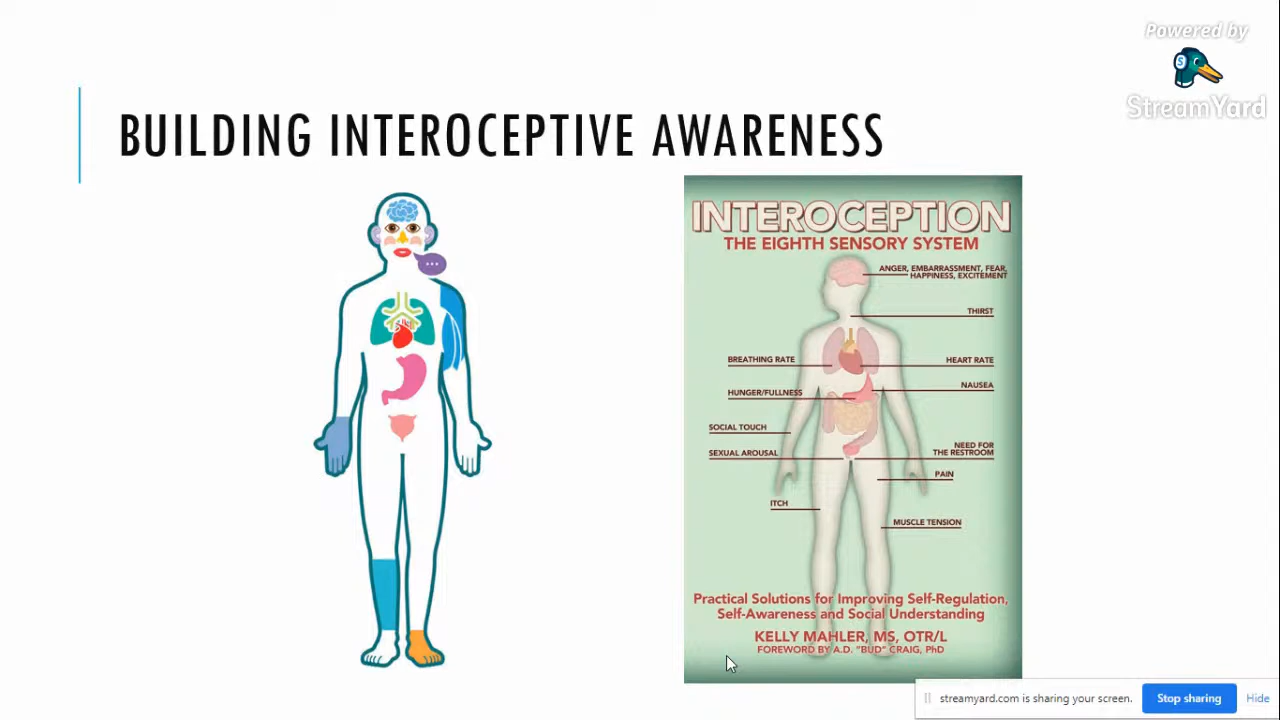 Powered by
StreamYard
BUILDING INTEROCEPTIVE AWARENESS
INTEROCEPTION
THE EIGHTH SENSORY SYSTEM
ANGER, EMBARRASSMENT, FEAR,
HAPPINESS, EXCITEMENT
THIRST
BREATHING RATE
HEART RATE
NAUSEA
HUNGER/FULLNESS
SOCIAL TOUCH
SEXUAL AROUSAL
NEED FOR
THE RESTROOM
PAIN
ITCH
MUSCLE TENSION
Practical Solutions for Improving Self-Regulation,
Self-Awareness and Social Understanding
KELLY MAHLER, MS, OTR/L
FOREWORD BY A.D. "BUD" CRAIG, PhD
streamyard.com is sharing your screen.
Stop sharing
Hide